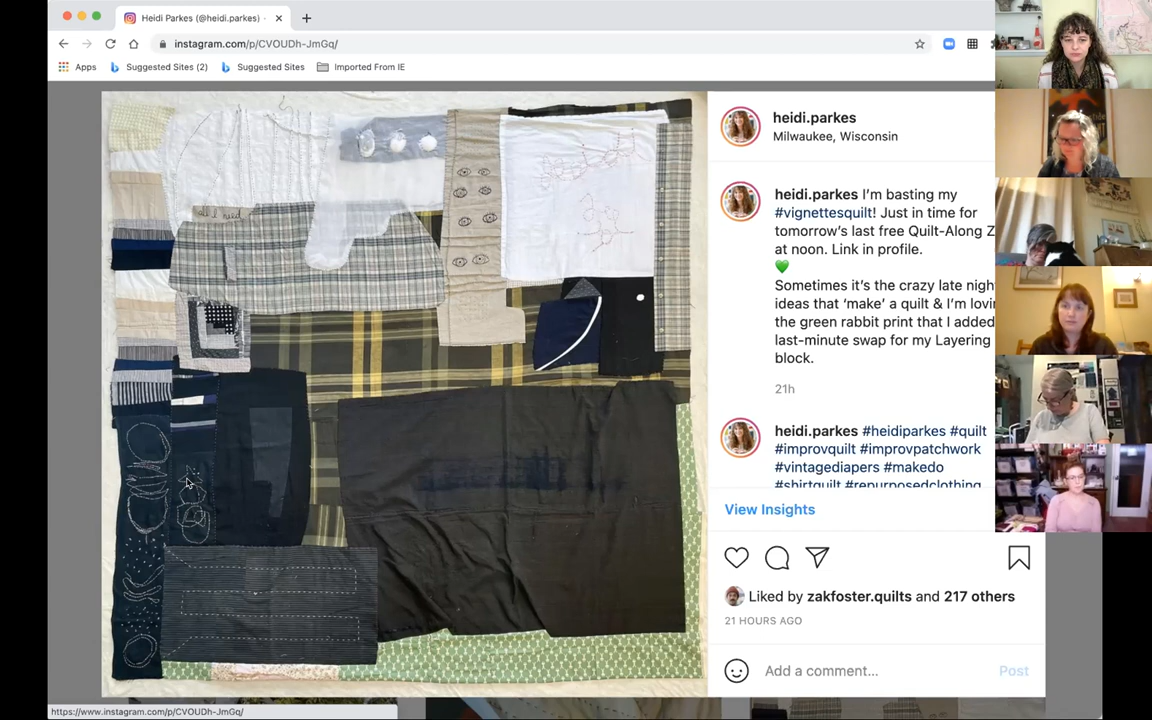 Heidi Parkes (@heidi.parkes) ·
instagram.com/p/CVOUDh-JmGq/
Apps
Suggested Sites (2)
Suggested Sites
Imported From IE
all I need
heidi.parkes
Milwaukee, Wisconsin
heidi.parkes I'm basting my
#vignettesquilt! Just in time for
tomorrow's last free Quilt-Along Z
at noon. Link in profile.
💚
Sometimes it's the crazy late nigh
ideas that 'make' a quilt & I'm lovi
the green rabbit print that I added
last-minute swap for my Layering
block.
21h
heidi.parkes #heidiparkes #quilt
#improvquilt #improvpatchwork
#vintagediapers #makedo
#shirtquilt #repurposedclothing
View Insights
Liked by zakfoster.quilts and 217 others
21 HOURS AGO
Add a comment...
Post
https://www.instagram.com/p/CVOUDh-JmGq/